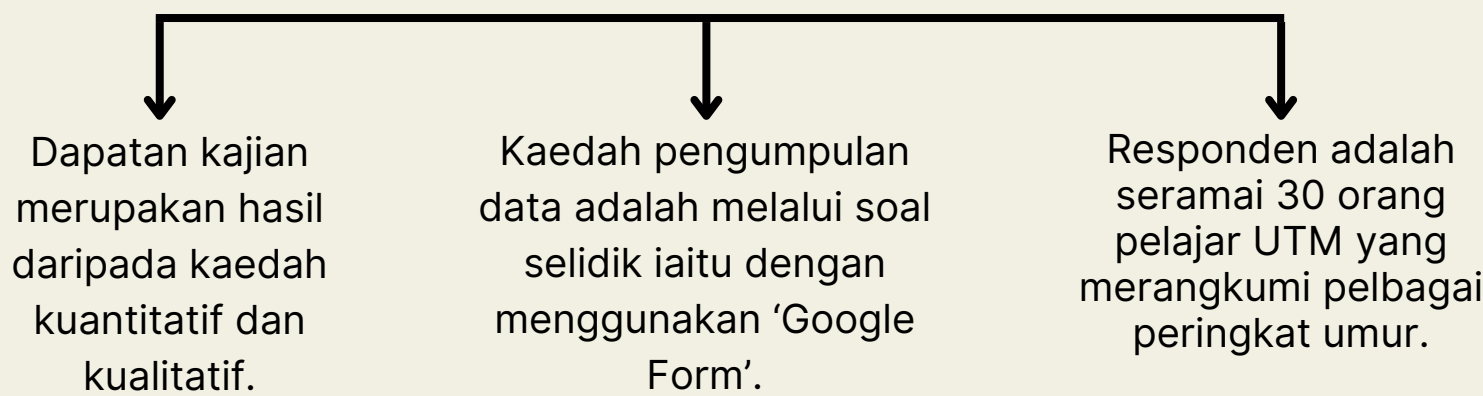 Dapatan kajian
merupakan hasil
daripada kaedah
kuantitatif dan
kualitatif.
Kaedah pengumpulan
data adalah melalui soal
selidik iaitu dengan
menggunakan ‘Google
Form’.
Responden adalah
seramai 30 orang
pelajar UTM yang
merangkumi pelbagai
peringkat umur.